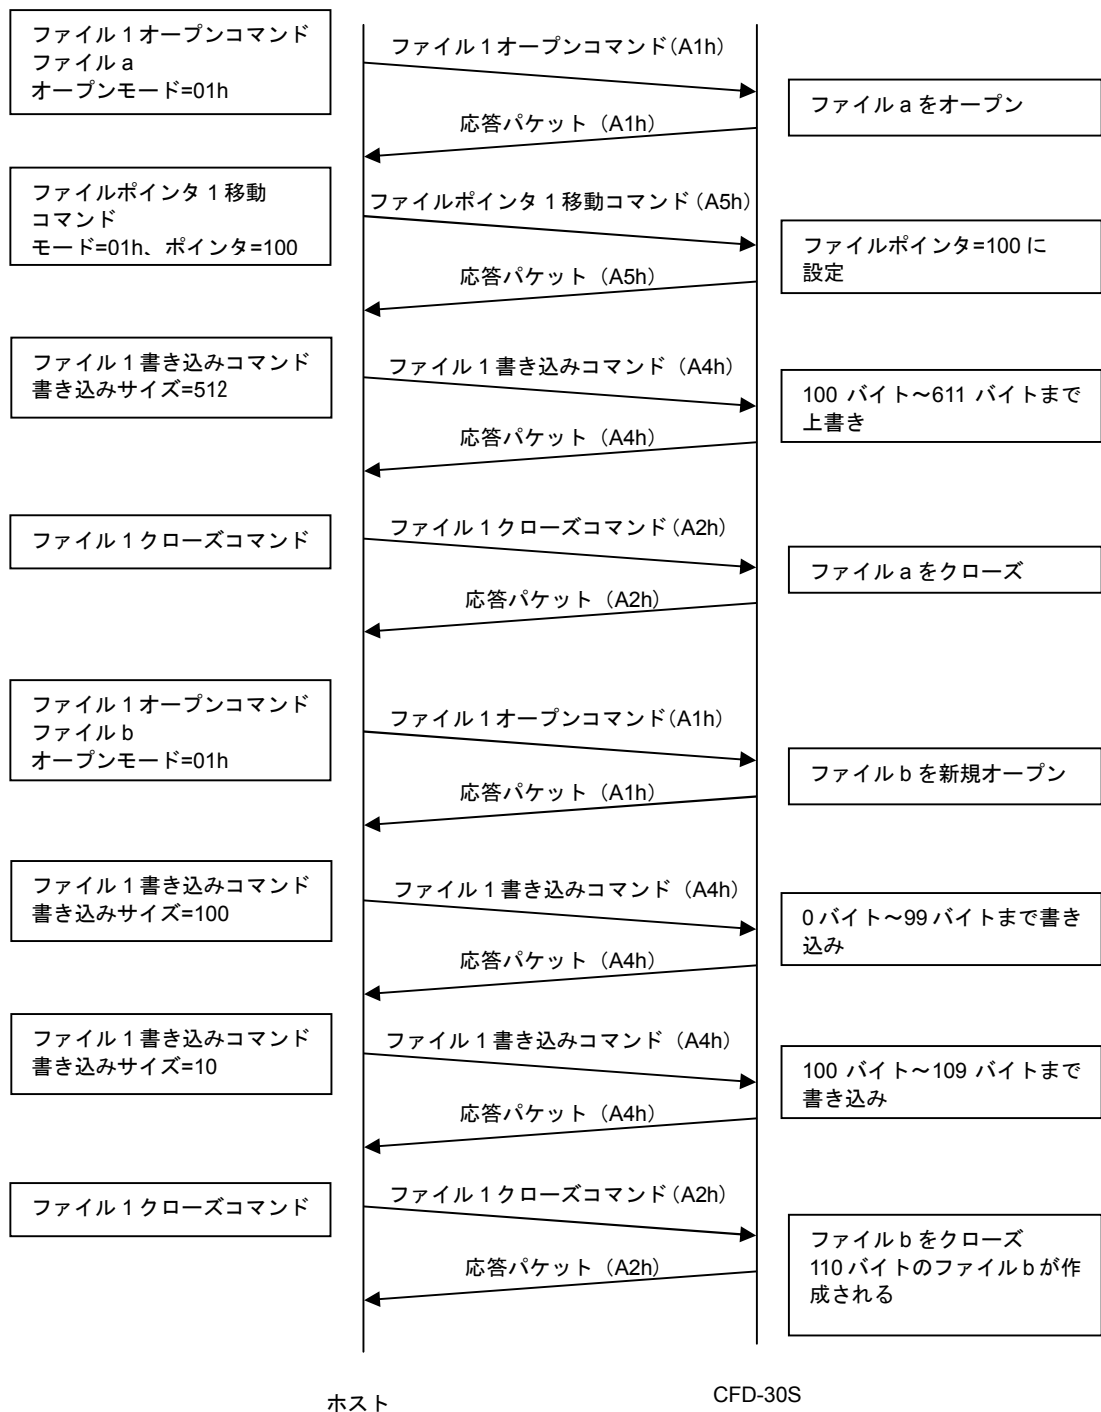 ファイル 1 オープンコマンド
ファイル a
オープンモード=01h
ファイル 1 オープンコマンド(A1h)
ファイル a をオープン
応答パケット（A1h）
ファイルポインタ 1 移動
コマンド
モード=01h、ポインタ=100
ファイルポインタ 1 移動コマンド(A5h)
ファイルポインタ=100 に
設定
応答パケット（A5h）
ファイル 1 書き込みコマンド
書き込みサイズ=512
ファイル 1 書き込みコマンド（A4h）
100 バイト～611 バイトまで
上書き
応答パケット（A4h）
ファイル 1 クローズコマンド
ファイル 1 クローズコマンド(A2h)
ファイル a をクローズ
応答パケット（A2h）
ファイル 1 オープンコマンド
ファイル b
オープンモード=01h
ファイル 1 オープンコマンド(A1h)
ファイル b を新規オープン
応答パケット（A1h）
ファイル 1 書き込みコマンド
書き込みサイズ=100
ファイル 1 書き込みコマンド（A4h）
0 バイト～99 バイトまで書き
込み
応答パケット（A4h）
ファイル 1 書き込みコマンド
書き込みサイズ=10
ファイル 1 書き込みコマンド（A4h）
100 バイト～109 バイトまで
書き込み
応答パケット（A4h）
ファイル 1 クローズコマンド
ファイル 1 クローズコマンド(A2h)
ファイル b をクローズ
110 バイトのファイル b が作
成される
応答パケット（A2h）
ホスト
CFD-30S